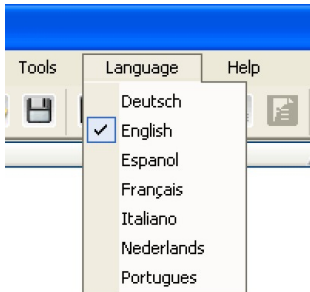 Tools Language Help
Deutsch
English
Espanol
Français
Italiano
Nederlands
Portugues